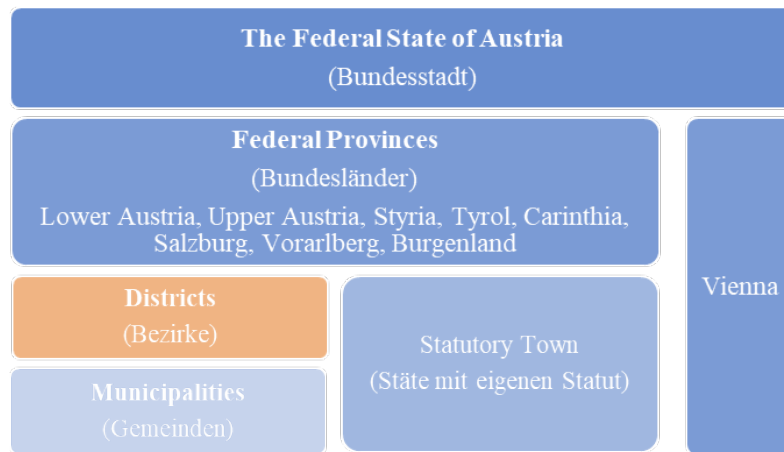 The Federal State of Austria
(Bundesstadt)
Federal Provinces
(Bundesländer)
Lower Austria, Upper Austria, Styria, Tyrol, Carinthia,
Salzburg, Vorarlberg, Burgenland
Vienna
Districts
(Bezirke)
Statutory Town
(Stäte mit eigenen Statut)
Municipalities
(Gemeinden)